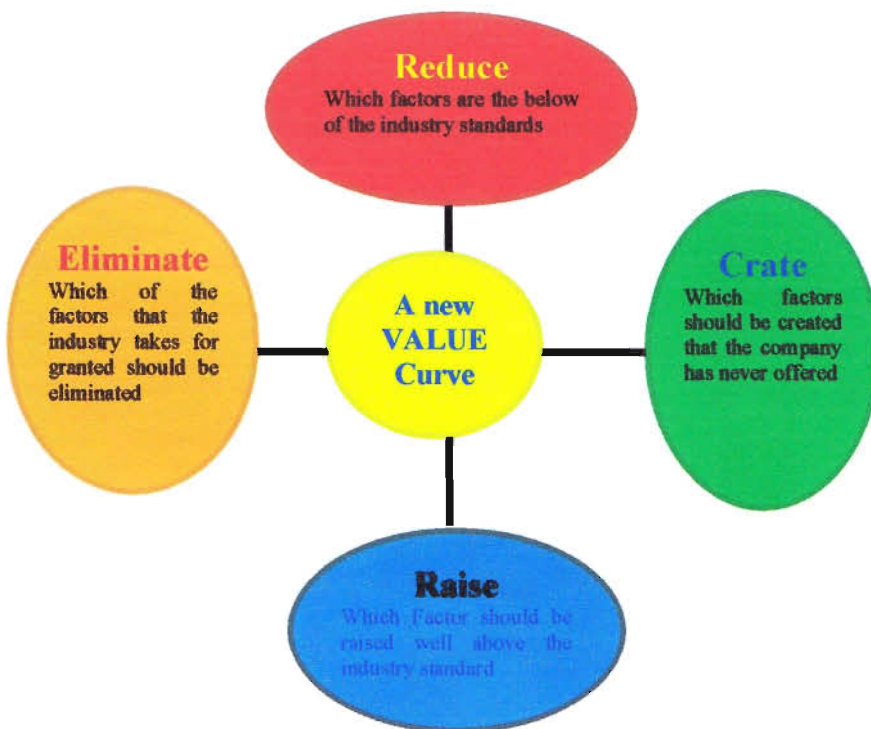 Reduce
Which factors are the below
of the industry standards
Eliminate
Which of the
factors that the
industry takes for
granted should be
eliminated
A new
VALUE
Curve
Crate
Which factors
should be created
that the company
has never offered
Raise
Which Factor should be
raised well above the
industry standard